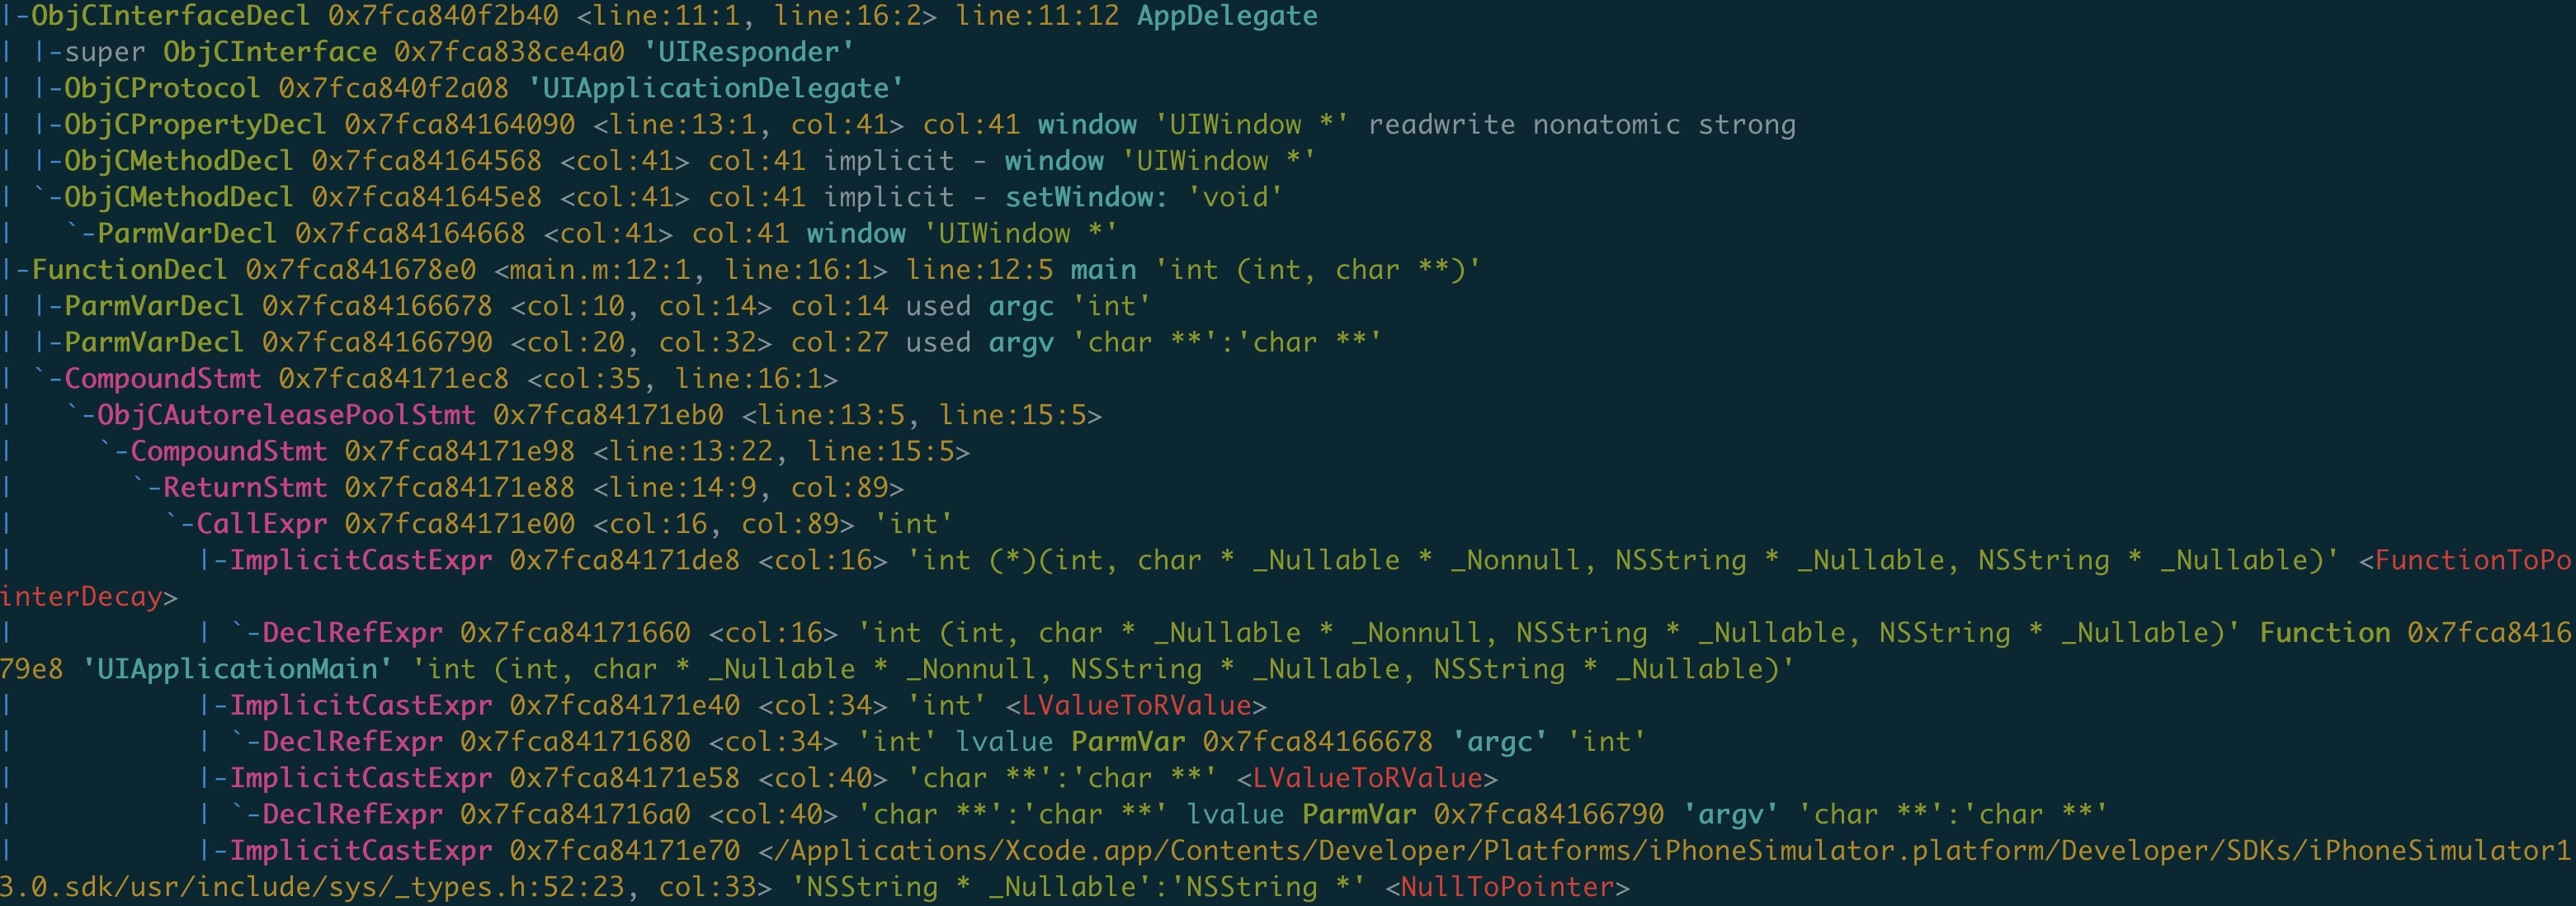 |-ObjCInterfaceDecl 0x7fca840f2b40 <line:11:1, line:16:2> line:11:12 AppDelegate
| |-super ObjCInterface 0x7fca838ce4a0 'UIResponder'
| |-ObjCProtocol 0x7fca840f2a08 'UIApplicationDelegate'
| |-ObjCPropertyDecl 0x7fca84164090 <line:13:1, col:41> col:41 window 'UIWindow *' readwrite nonatomic strong
| |-ObjCMethodDecl 0x7fca84164568 <col:41> col:41 implicit - window 'UIWindow *'
| `-ObjCMethodDecl 0x7fca841645e8 <col:41> col:41 implicit - setWindow: 'void'
|   `-ParmVarDecl 0x7fca84164668 <col:41> col:41 window 'UIWindow *'
|-FunctionDecl 0x7fca841678e0 <main.m:12:1, line:16:1> line:12:5 main 'int (int, char **)'
| |-ParmVarDecl 0x7fca84166678 <col:10, col:14> col:14 used argc 'int'
| |-ParmVarDecl 0x7fca84166790 <col:20, col:32> col:27 used argv 'char **':'char **'
| `-CompoundStmt 0x7fca84171ec8 <col:35, line:16:1>
|   `-ObjCAutoreleasePoolStmt 0x7fca84171eb0 <line:13:5, line:15:5>
|     `-CompoundStmt 0x7fca84171e98 <line:13:22, line:15:5>
|       `-ReturnStmt 0x7fca84171e88 <line:14:9, col:89>
|         `-CallExpr 0x7fca84171e00 <col:16, col:89> 'int'
|           |-ImplicitCastExpr 0x7fca84171de8 <col:16> 'int (*)(int, char * _Nullable * _Nonnull, NSString * _Nullable, NSString * _Nullable)' <FunctionToPo
interDecay>
|           | `-DeclRefExpr 0x7fca84171660 <col:16> 'int (int, char * _Nullable * _Nonnull, NSString * _Nullable, NSString * _Nullable)' Function 0x7fca8416
79e8 'UIApplicationMain' 'int (int, char * _Nullable * _Nonnull, NSString * _Nullable, NSString * _Nullable)'
|           |-ImplicitCastExpr 0x7fca84171e40 <col:34> 'int' <LValueToRValue>
|           | `-DeclRefExpr 0x7fca84171680 <col:34> 'int' lvalue ParmVar 0x7fca84166678 'argc' 'int'
|           |-ImplicitCastExpr 0x7fca84171e58 <col:40> 'char **':'char **' <LValueToRValue>
|           | `-DeclRefExpr 0x7fca841716a0 <col:40> 'char **':'char **' lvalue ParmVar 0x7fca84166790 'argv' 'char **':'char **'
|           |-ImplicitCastExpr 0x7fca84171e70 </Applications/Xcode.app/Contents/Developer/Platforms/iPhoneSimulator.platform/Developer/SDKs/iPhoneSimulator1
3.0.sdk/usr/include/sys/_types.h:52:23, col:33> 'NSString * _Nullable':'NSString *' <NullToPointer>